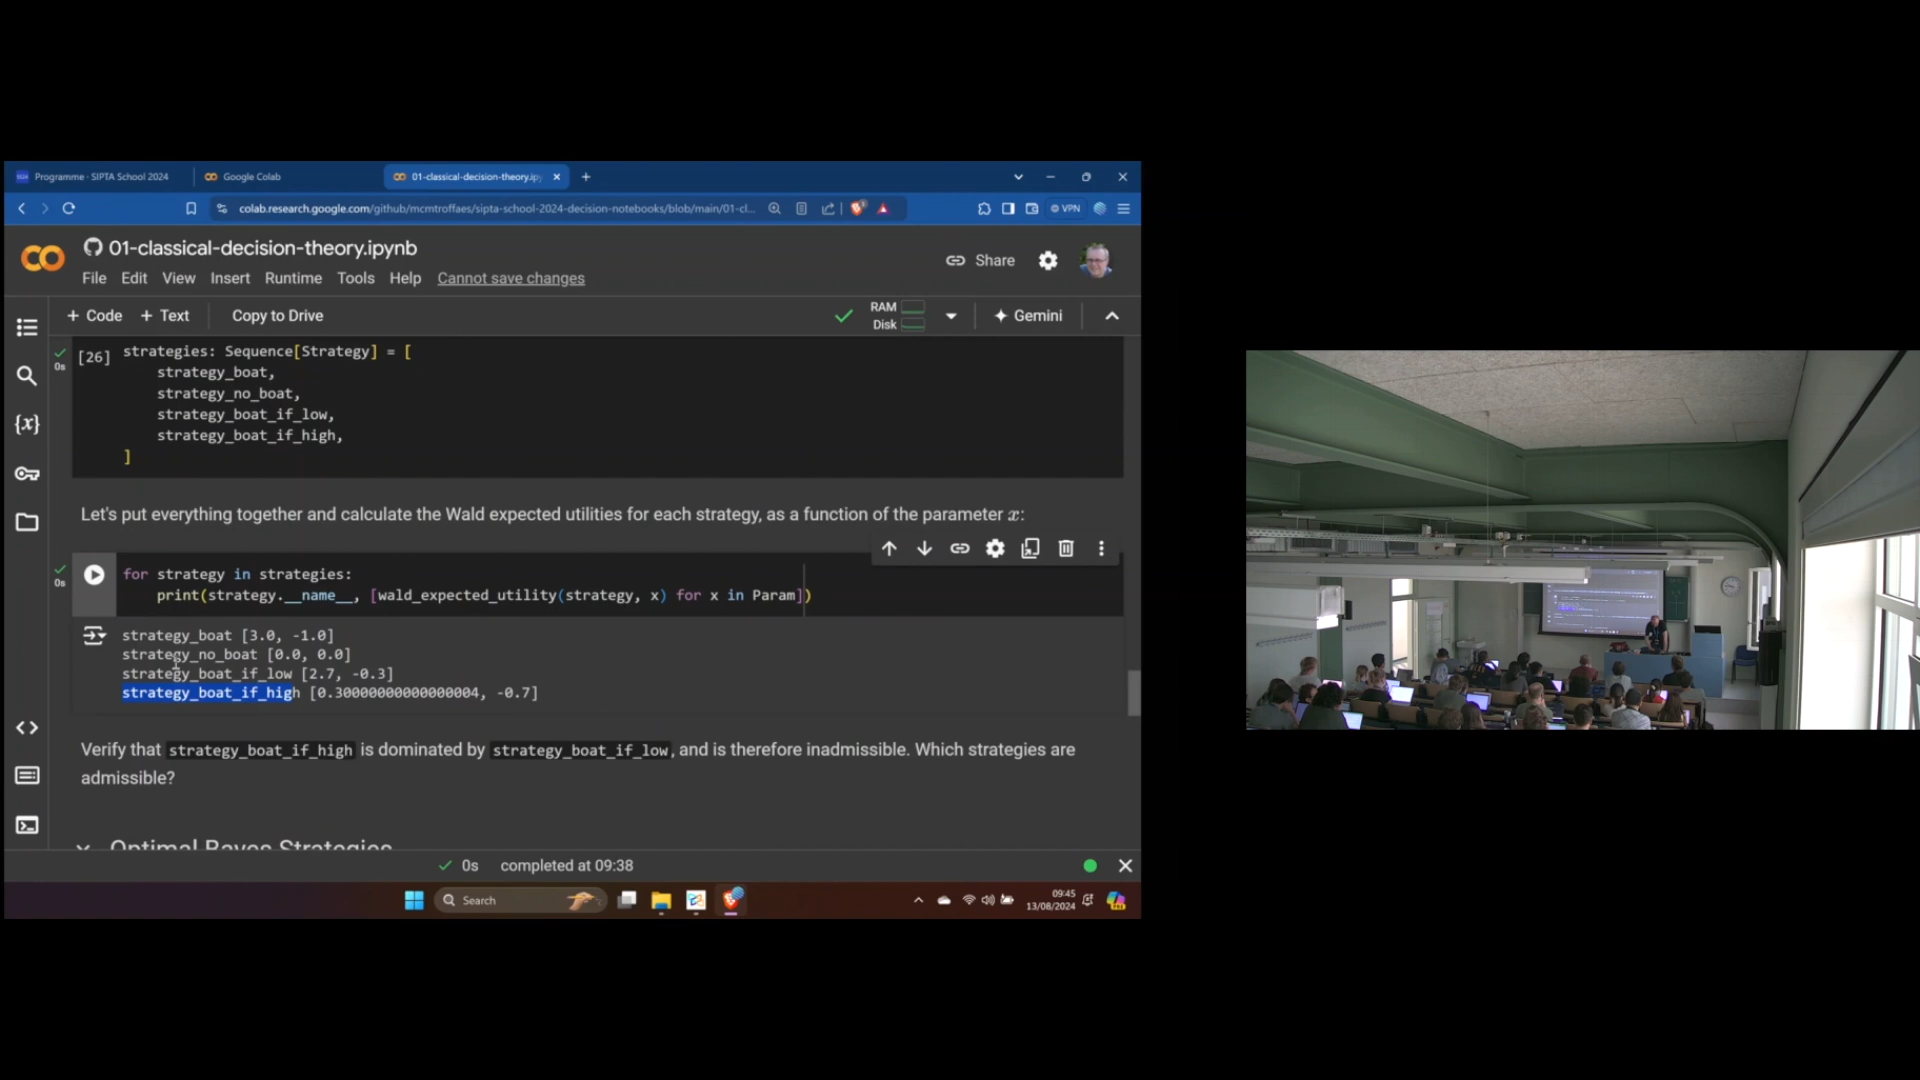 Programme - SIPTA School 2024
Google Colab
01-classical-decision-theory.ip
colab.research.google.com/github/mcmtroffaes/sipta-school-2024-decision-notebooks/blob/main/01-cl...
VPN
01-classical-decision-theory.ipynb
Share
File Edit View Insert Runtime Tools Help Cannot save changes
+ Code + Text Copy to Drive
RAM
Disk
Gemini
[26]
0s
strategies: Sequence[Strategy] = [
strategy_boat,
strategy_no_boat,
strategy_boat_if_low,
strategy_boat_if_high,
]
Let's put everything together and calculate the Wald expected utilities for each strategy, as a function of the parameter x:
0s
for strategy in strategies:
print(strategy.__name__, [wald_expected_utility(strategy, x) for x in Param])
strategy_boat [3.0, -1.0]
strategy_no_boat [0.0, 0.0]
strategy_boat_if_low [2.7, -0.3]
strategy_boat_if_high [0.30000000000000004, -0.7]
Verify that strategy_boat_if_high is dominated by strategy_boat_if_low, and is therefore inadmissible. Which strategies are
admissible?
Optimal Bayes Strategies
0s completed at 09:38
Search
09:45
13/08/2024